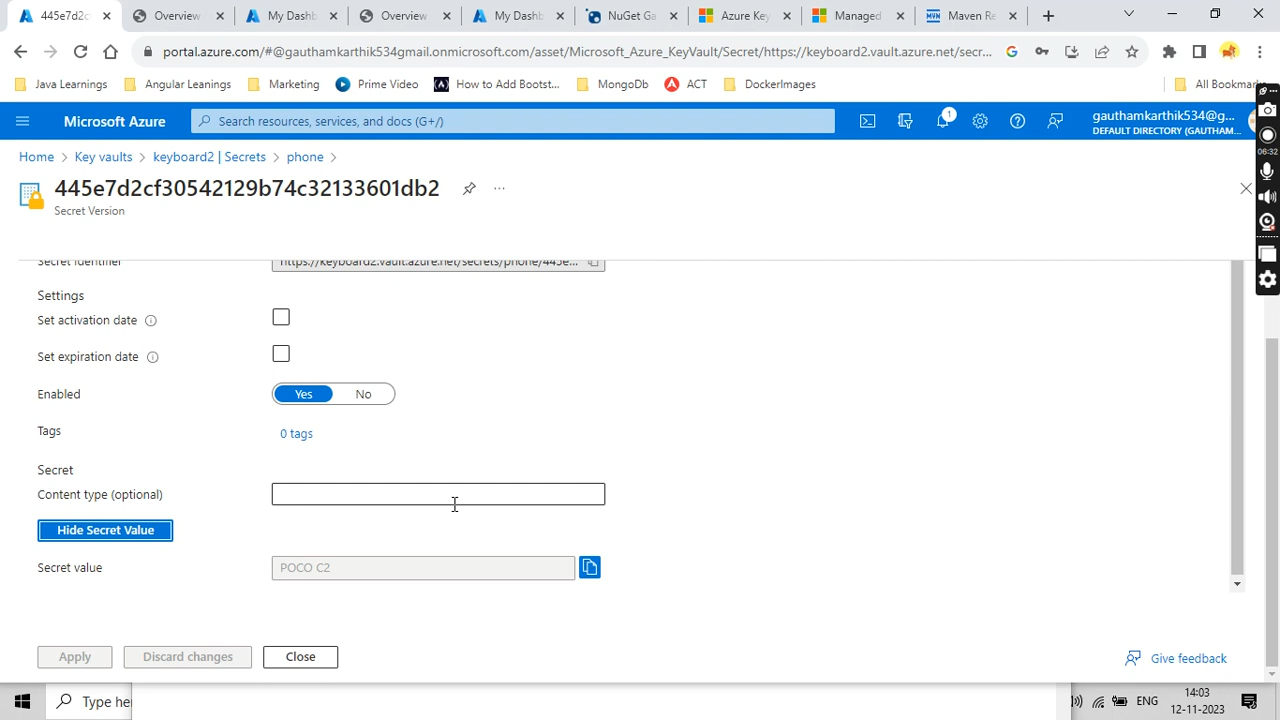 445e7d2c
Overview
My Dashb
Overview
My Dashb
NuGet Ga
Azure Key
Managed
Maven Re
portal.azure.com/#@gauthamkarthik534gmail.onmicrosoft.com/asset/Microsoft_Azure_KeyVault/Secret/https://keyboard2.vault.azure.net/secr...
Java Learnings
Angular Leanings
Marketing
Prime Video
How to Add Bootst...
MongoDb
ACT
DockerImages
All Bookmark
Microsoft Azure
Search resources, services, and docs (G+/)
1
gauthamkarthik534@g...
DEFAULT DIRECTORY (GAUTHAM...
06:32
Home > Key vaults > keyboard2 | Secrets > phone >
445e7d2cf30542129b74c32133601db2
Secret Version
Secret Identifier
https://keyboard2.vault.azure.net/secrets/phone/445e...
Settings
Set activation date
Set expiration date
Enabled
Yes
No
Tags
0 tags
Secret
Content type (optional)
Hide Secret Value
Secret value
POCO C2
Apply
Discard changes
Close
Give feedback
Type he
ENG
14:03
12-11-2023